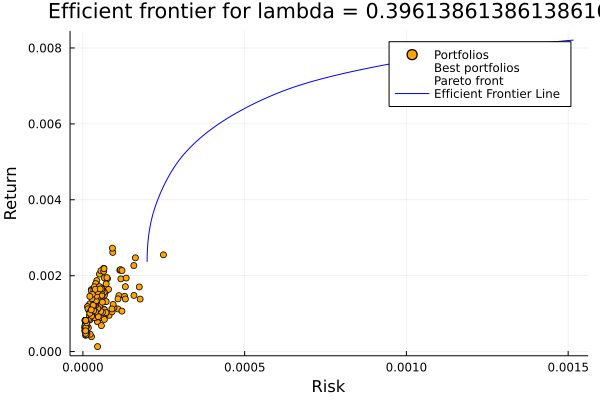 Efficient frontier for lambda = 0.3961386138613861
Portfolios
Best portfolios
Pareto front
Efficient Frontier Line
Return
0.008
0.006
0.004
0.002
0.000
0.0000
0.0005
0.0010
0.0015
Risk